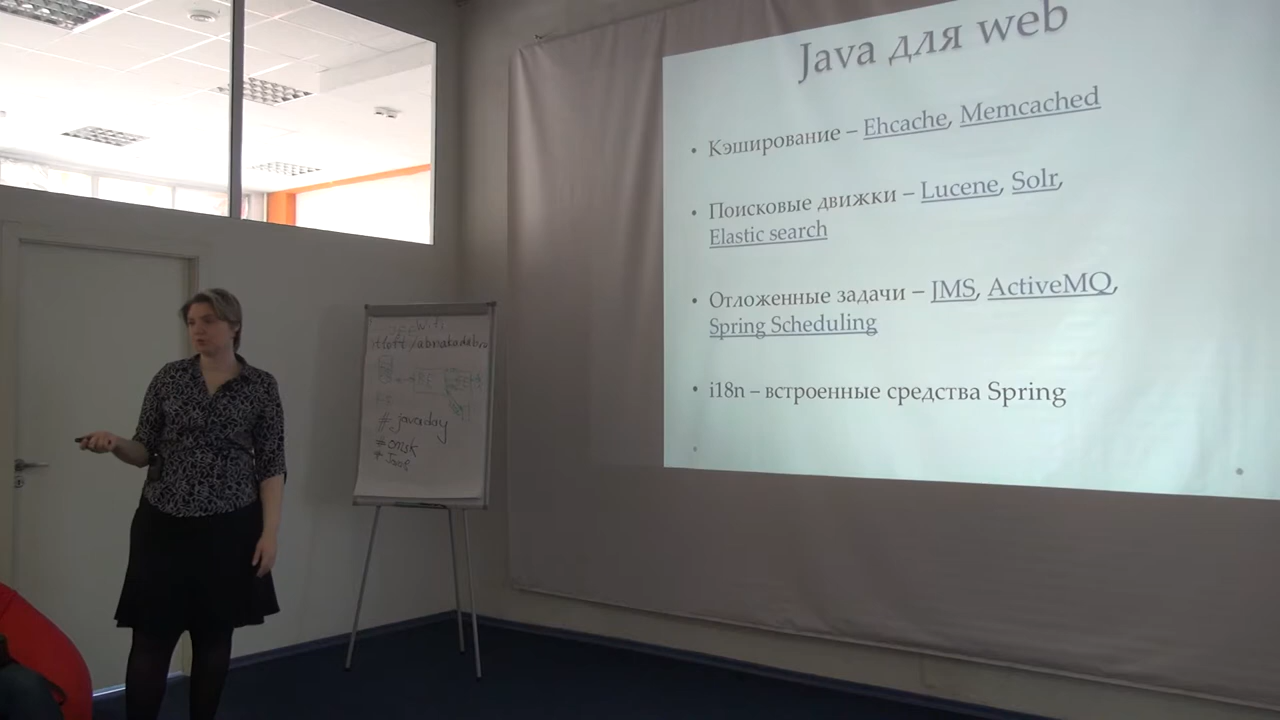 Java для web
• Кэширование – Ehcache, Memcached
• Поисковые движки – Lucene, Solr,
Elastic search
• Отложенные задачи – JMS, ActiveMQ,
Spring Scheduling
• i18n – встроенные средства Spring
#javaday
#omsk